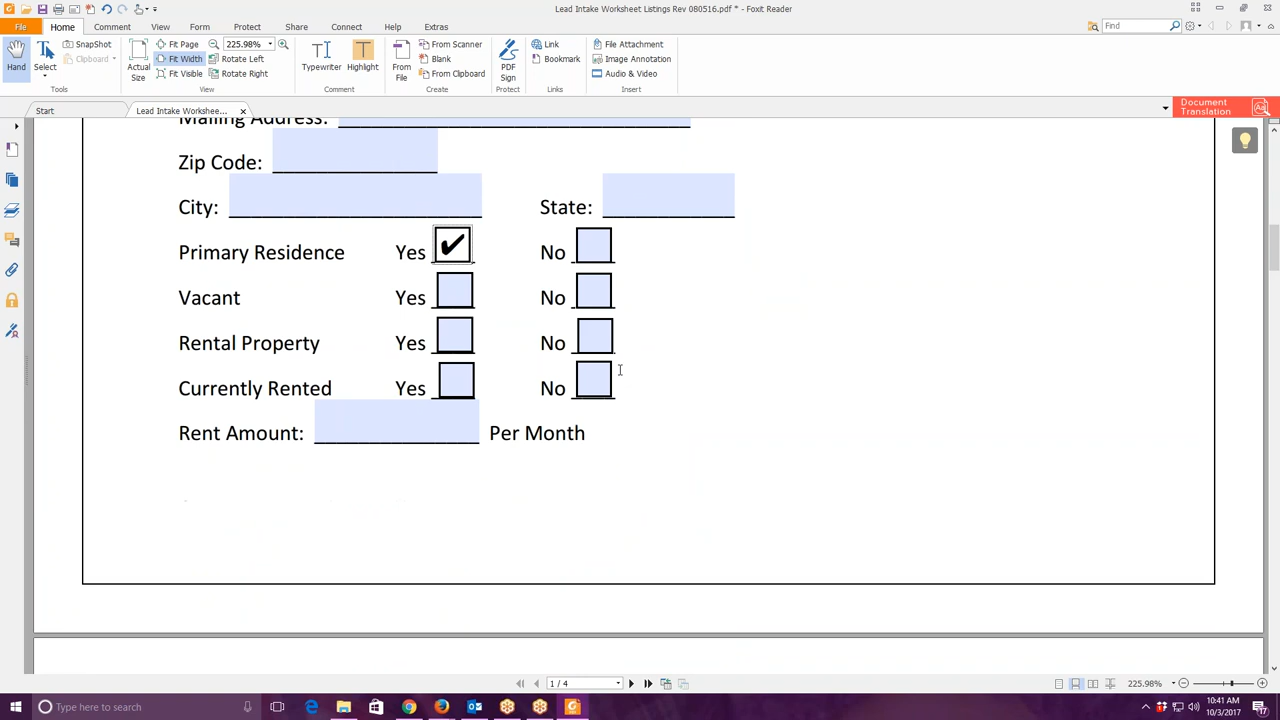 Lead Intake Worksheet Listings Rev 080516.pdf * - Foxit Reader
File Home Comment View Form Protect Share Connect Help Extras
Find
Hand
Select
SnapShot
Clipboard
Actual Size
Fit Page
Fit Width
Fit Visible
225.98%
Rotate Left
Rotate Right
Typewriter
Highlight
From File
From Scanner
Blank
From Clipboard
PDF Sign
Link
Bookmark
File Attachment
Image Annotation
Audio & Video
Tools View Comment Create Protect Links Insert
Start
Lead Intake Workshee...
Document Translation
Mailing Address:
Zip Code:
City: State:
Primary Residence Yes ✔ No
Vacant Yes No
Rental Property Yes No
Currently Rented Yes No
Rent Amount: Per Month
1 / 4
225.98%
Type here to search
10:41 AM
10/3/2017
17